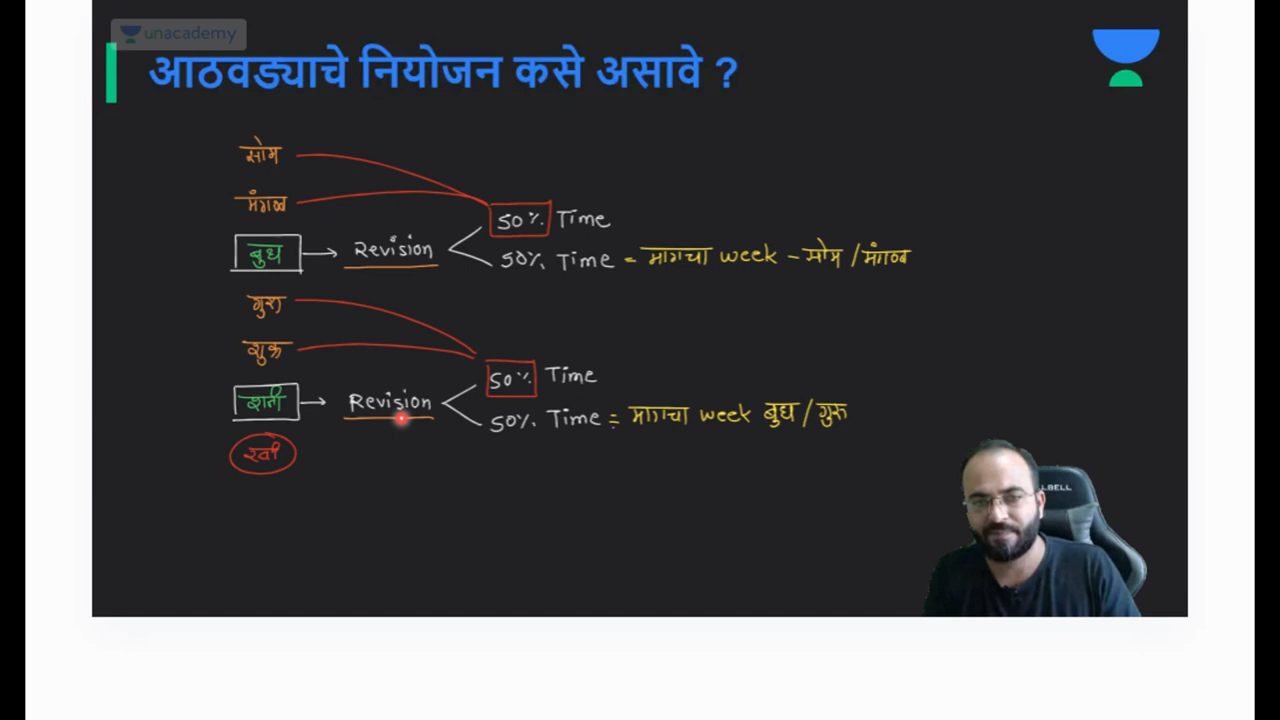 unacademy
आठवड्याचे नियोजन कसे असावे ?
सोम
मंगळ
50% Time
बुध → Revision
50% Time = मागचा week - सोम / मंगळ
गुरु
शुक्र
50% Time
शनी → Revision
50% Time = मागचा week बुध / गुरु
रवी
LBELL